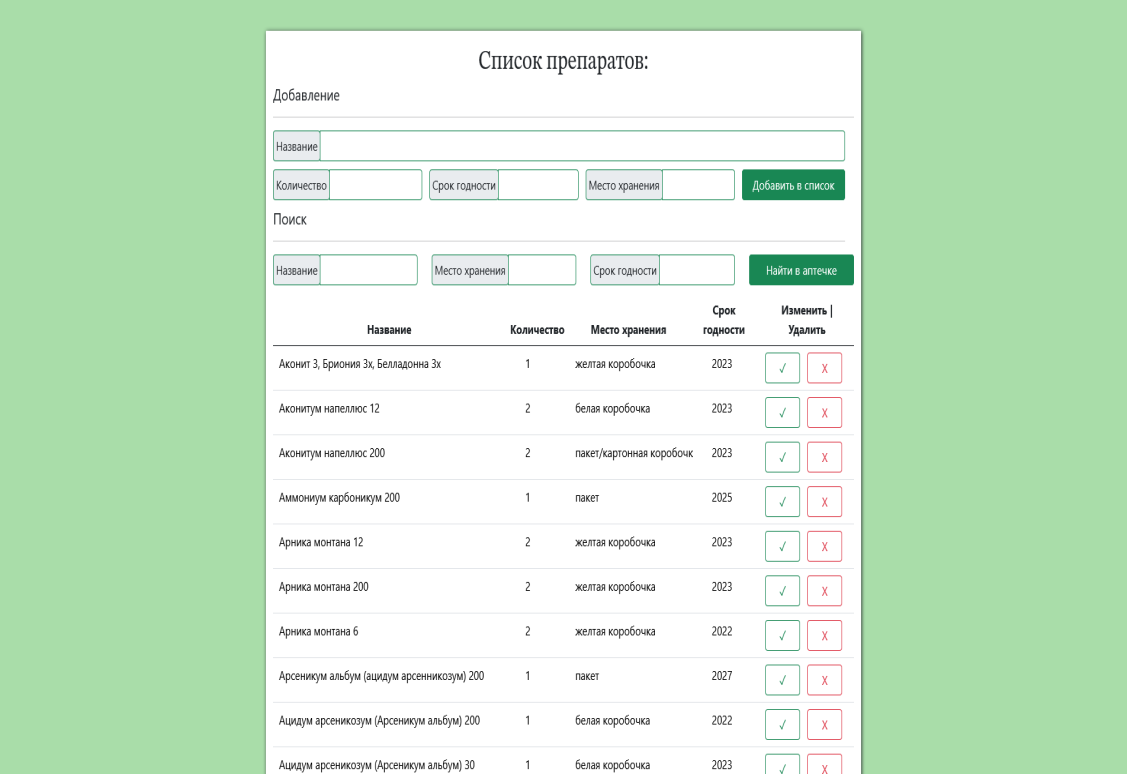 Список препаратов:
Добавление
Название
Количество Срок годности Место хранения Добавить в список
Поиск
Название Место хранения Срок годности Найти в аптечке
Название Количество Место хранения Срок годности Изменить | Удалить
Аконит 3, Бриония 3х, Белладонна 3х 1 желтая коробочка 2023 √ X
Аконитум напеллюс 12 2 белая коробочка 2023 √ X
Аконитум напеллюс 200 2 пакет/картонная коробочк 2023 √ X
Аммониум карбоникум 200 1 пакет 2025 √ X
Арника монтана 12 2 желтая коробочка 2023 √ X
Арника монтана 200 2 желтая коробочка 2023 √ X
Арника монтана 6 2 желтая коробочка 2022 √ X
Арсеникум альбум (ацидум арсенникозум) 200 1 пакет 2027 √ X
Ацидум арсеникозум (Арсеникум альбум) 200 1 белая коробочка 2022 √ X
Ацидум арсеникозум (Арсеникум альбум) 30 1 белая коробочка 2023 √ X